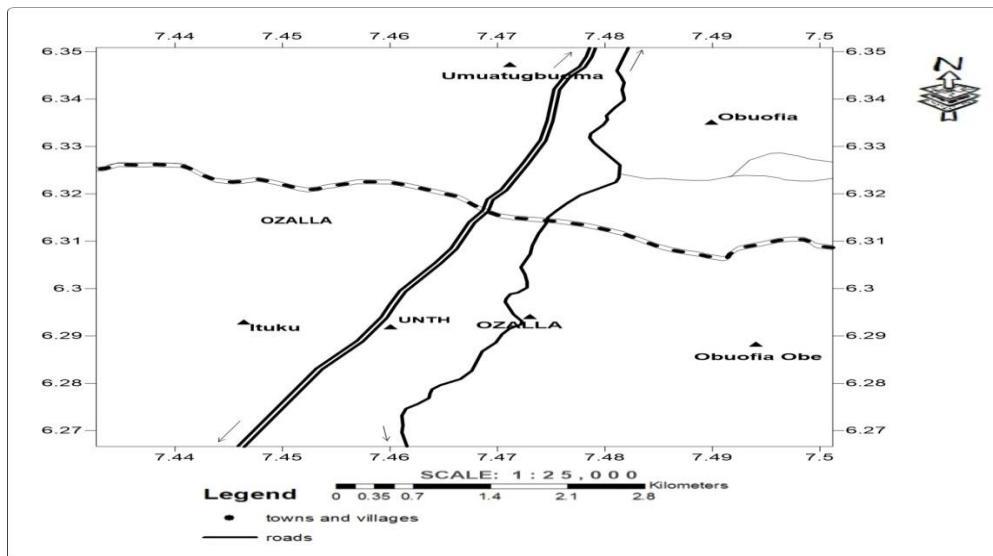 7.44 7.45 7.46 7.47 7.48 7.49 7.5
N
6.35 6.35
Umuatugbuoma
6.34 6.34
Obuofia
6.33 6.33
6.32 6.32
OZALLA
6.31 6.31
6.3 6.3
UNTH
OZALLA
Ituku
6.29 6.29
Obuofia Obe
6.28 6.28
6.27 6.27
7.44 7.45 7.46 7.47 7.48 7.49 7.5
SCALE: 1:25,000
Kilometers
0 0.35 0.7 1.4 2.1 2.8
Legend
towns and villages
roads